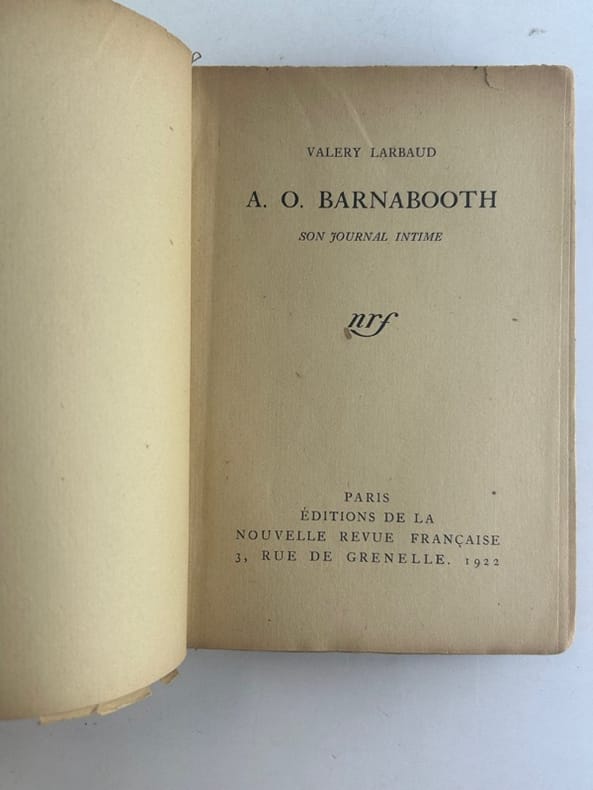 VALERY LARBAUD
A. O. BARNABOOTH
SON JOURNAL INTIME
nrf
PARIS
ÉDITIONS DE LA
NOUVELLE REVUE FRANÇAISE
3, RUE DE GRENELLE. 1922